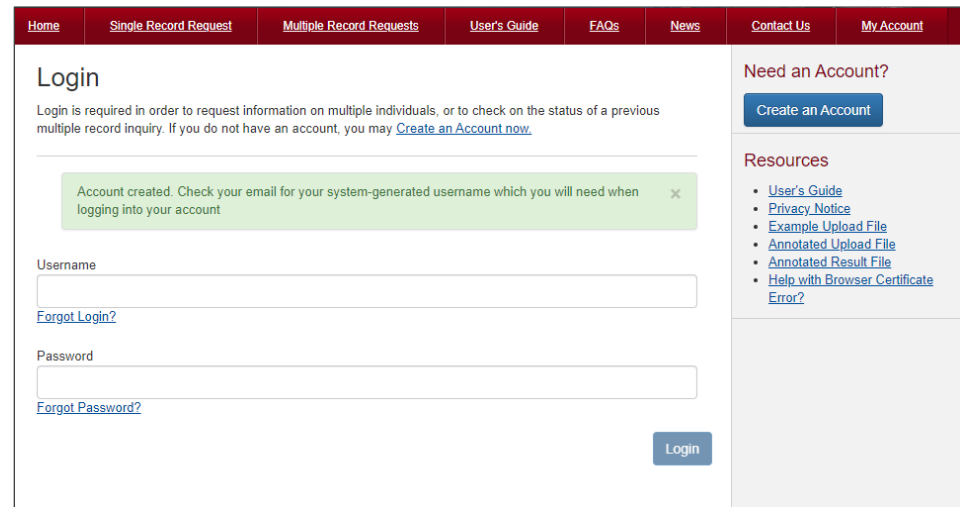 Home Single Record Request Multiple Record Requests User's Guide FAQs News Contact Us My Account
Login
Login is required in order to request information on multiple individuals, or to check on the status of a previous
multiple record inquiry. If you do not have an account, you may Create an Account now.
Account created. Check your email for your system-generated username which you will need when
logging into your account
×
Username
Forgot Login?
Password
Forgot Password?
Login
Need an Account?
Create an Account
Resources
• User's Guide
• Privacy Notice
• Example Upload File
• Annotated Upload File
• Annotated Result File
• Help with Browser Certificate
Error?